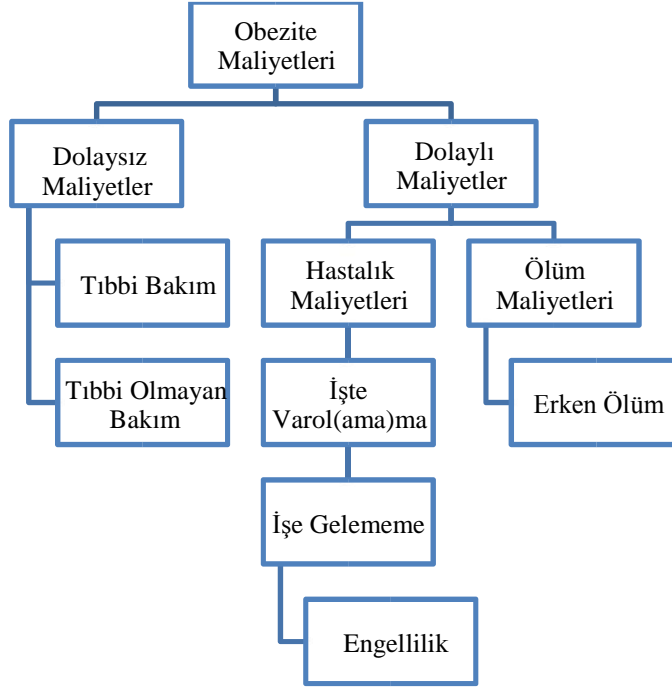 Obezite
Maliyetleri
Dolaysız
Maliyetler
Dolaylı
Maliyetler
Tıbbi Bakım
Hastalık
Maliyetleri
Ölüm
Maliyetleri
Tıbbi Olmayan
Bakım
İşte
Varol(ama)ma
Erken Ölüm
İşe Gelememe
Engellilik